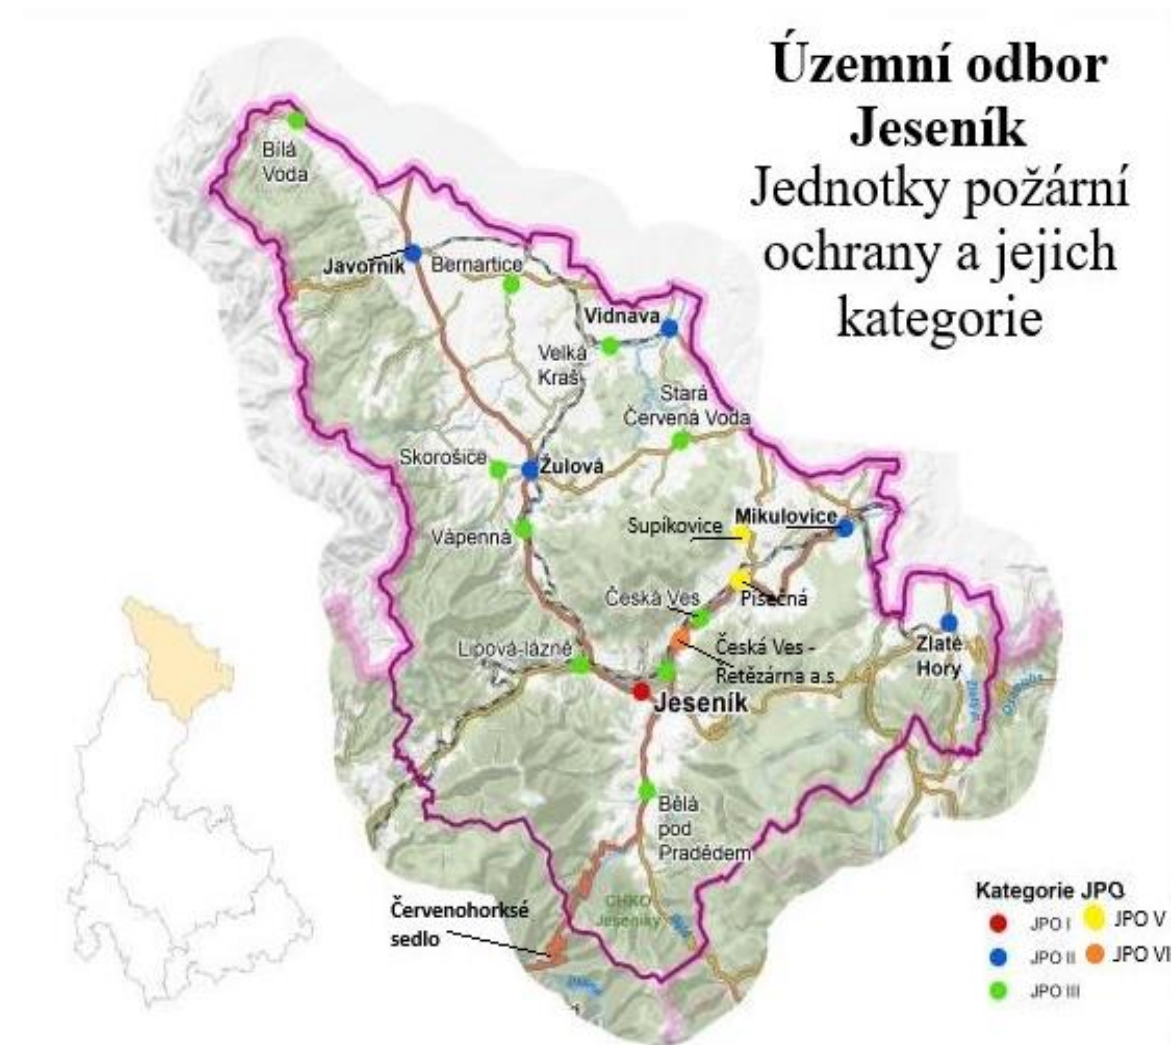 Územní odbor
Jeseník
Jednotky požární
ochrany a jejich
kategorie
Bílá
Voda
Javorník
Bernartice
Vidnava
Velká
Kraš
Stará
Červená Voda
Skorošice
Žulová
Vápenná
Supíkovice
Mikulovice
Česká Ves
Písečná
Lipová-lázně
Česká Ves -
Řetězárna a.s.
Zlaté
Hory
Jeseník
Bělá
pod
Pradědem
CHKO
Jeseníky
Červenohorksé
sedlo
Kategorie JPO
JPO I
JPO V
JPO II
JPO VI
JPO III